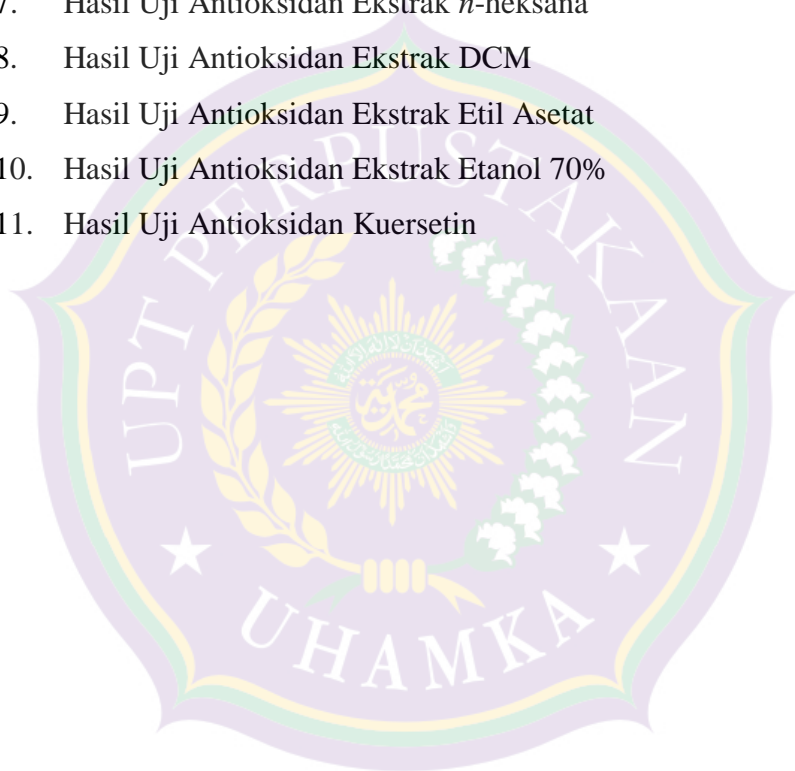 7. Hasil Uji Antioksidan Ekstrak n-heksana
8. Hasil Uji Antioksidan Ekstrak DCM
9. Hasil Uji Antioksidan Ekstrak Etil Asetat
10. Hasil Uji Antioksidan Ekstrak Etanol 70%
11. Hasil Uji Antioksidan Kuersetin
UPT PERPUSTAKAAN
UHAMKA